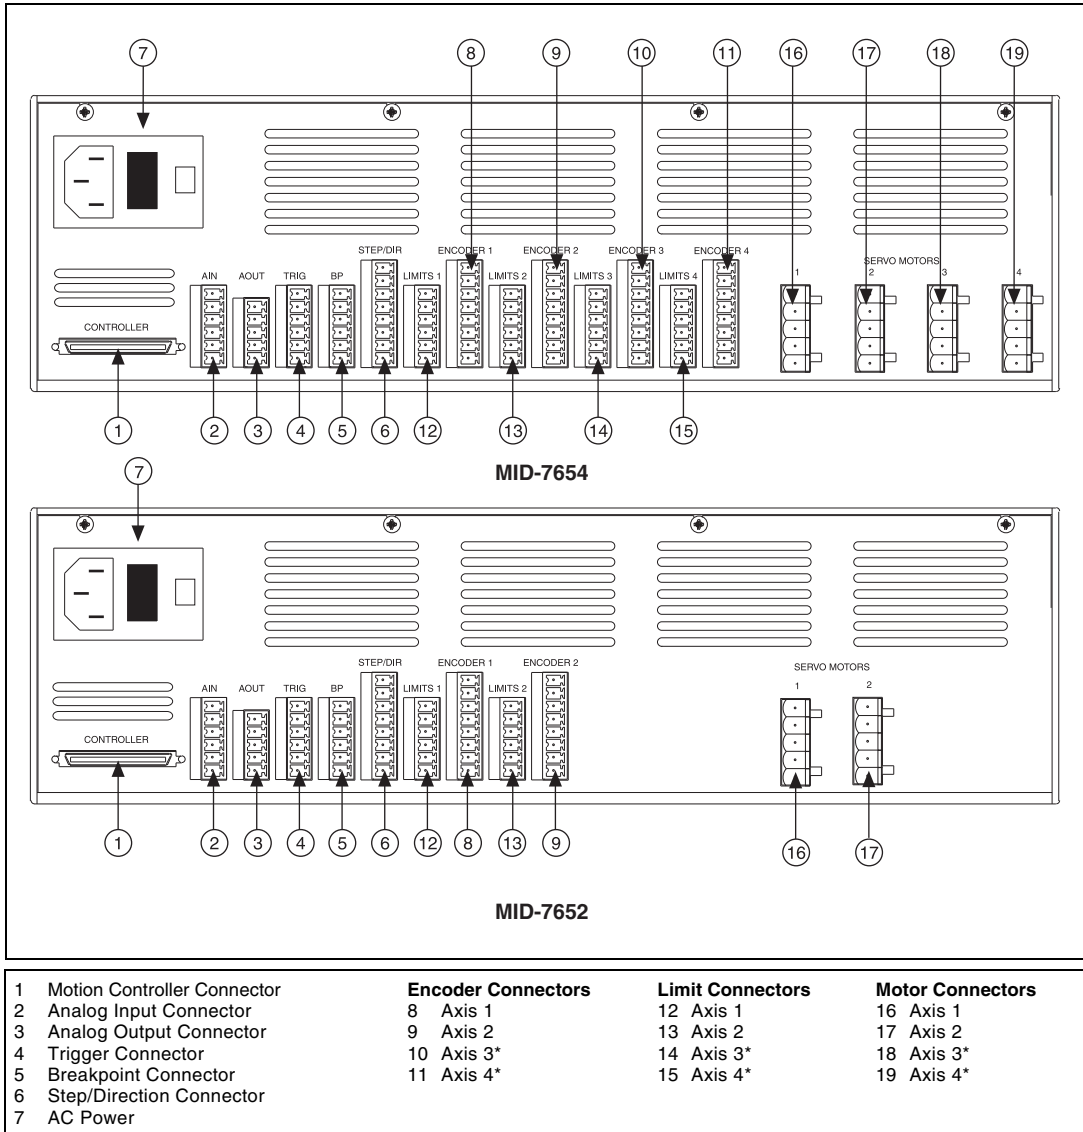 7 8 9 10 11 16 17 18 19
STEP/DIR ENCODER 1 ENCODER 2 ENCODER 3 ENCODER 4
SERVO MOTORS
AIN AOUT TRIG BP LIMITS 1 LIMITS 2 LIMITS 3 LIMITS 4 1 2 3 4
CONTROLLER
1 2 3 4 5 6 12 13 14 15
MID-7654
7
STEP/DIR ENCODER 1 ENCODER 2 SERVO MOTORS
AIN AOUT TRIG BP LIMITS 1 LIMITS 2 1 2
CONTROLLER
1 2 3 4 5 6 12 8 13 9 16 17
MID-7652
1 Motion Controller Connector
2 Analog Input Connector
3 Analog Output Connector
4 Trigger Connector
5 Breakpoint Connector
6 Step/Direction Connector
7 AC Power
Encoder Connectors
8 Axis 1
9 Axis 2
10 Axis 3*
11 Axis 4*
Limit Connectors
12 Axis 1
13 Axis 2
14 Axis 3*
15 Axis 4*
Motor Connectors
16 Axis 1
17 Axis 2
18 Axis 3*
19 Axis 4*